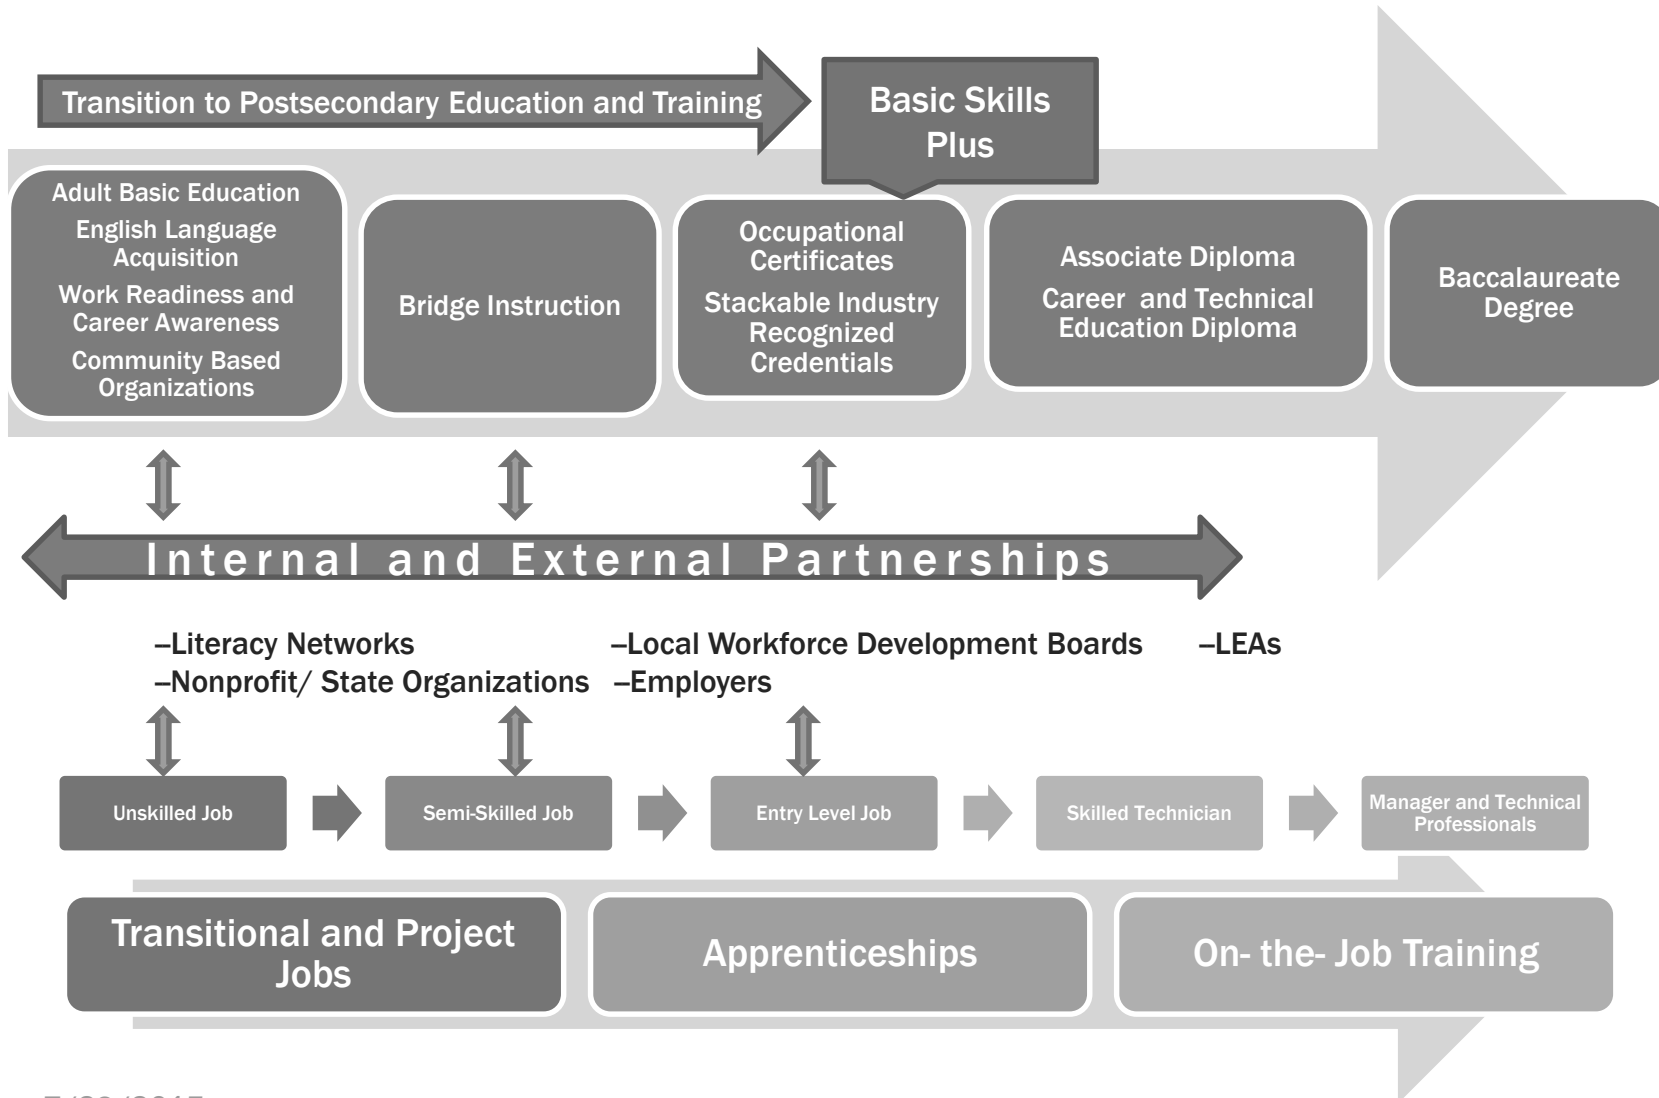 Transition to Postsecondary Education and Training
Basic Skills
Plus
Adult Basic Education
English Language
Acquisition
Work Readiness and
Career Awareness
Community Based
Organizations
Bridge Instruction
Occupational
Certificates
Stackable Industry
Recognized
Credentials
Associate Diploma
Career and Technical
Education Diploma
Baccalaureate
Degree
Internal and External Partnerships
–Literacy Networks
–Local Workforce Development Boards
–LEAs
–Nonprofit/ State Organizations
–Employers
Unskilled Job
Semi-Skilled Job
Entry Level Job
Skilled Technician
Manager and Technical
Professionals
Transitional and Project
Jobs
Apprenticeships
On- the- Job Training